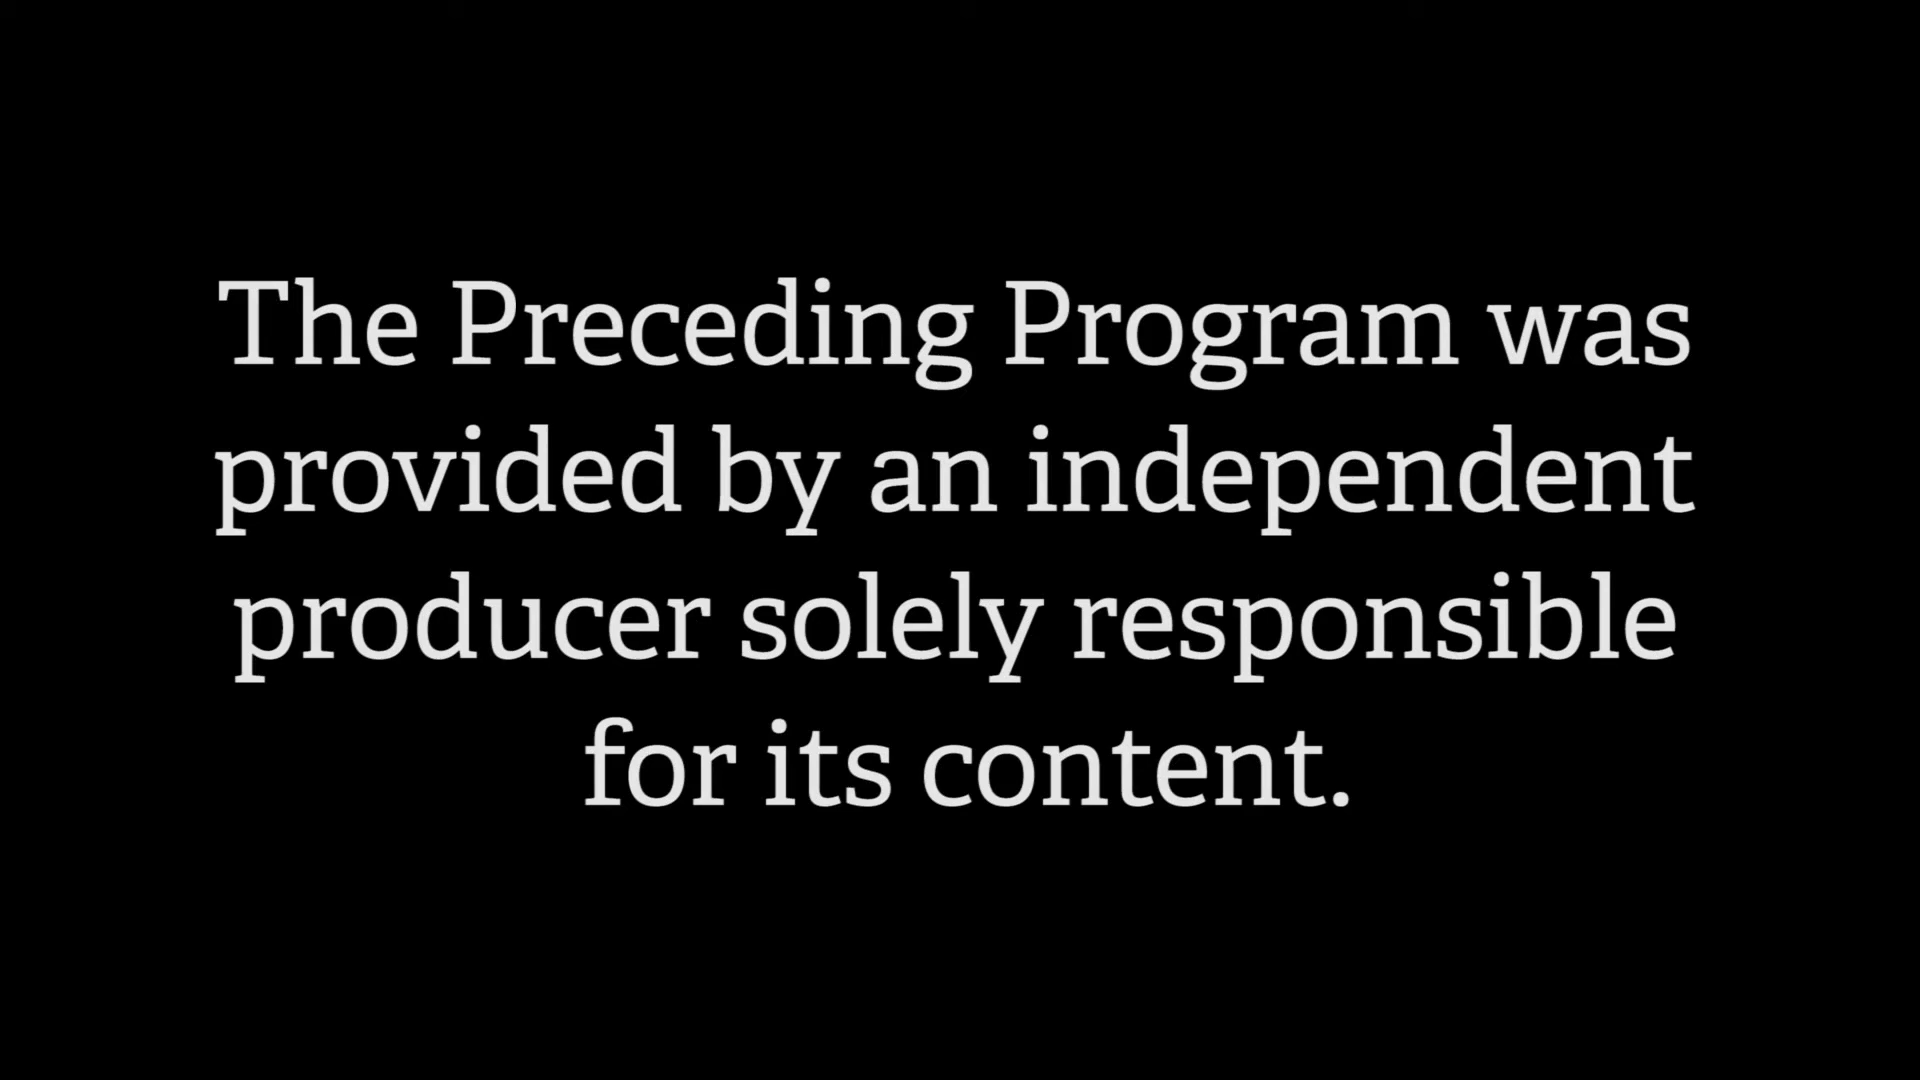 The Preceding Program was
provided by an independent
producer solely responsible
for its content.